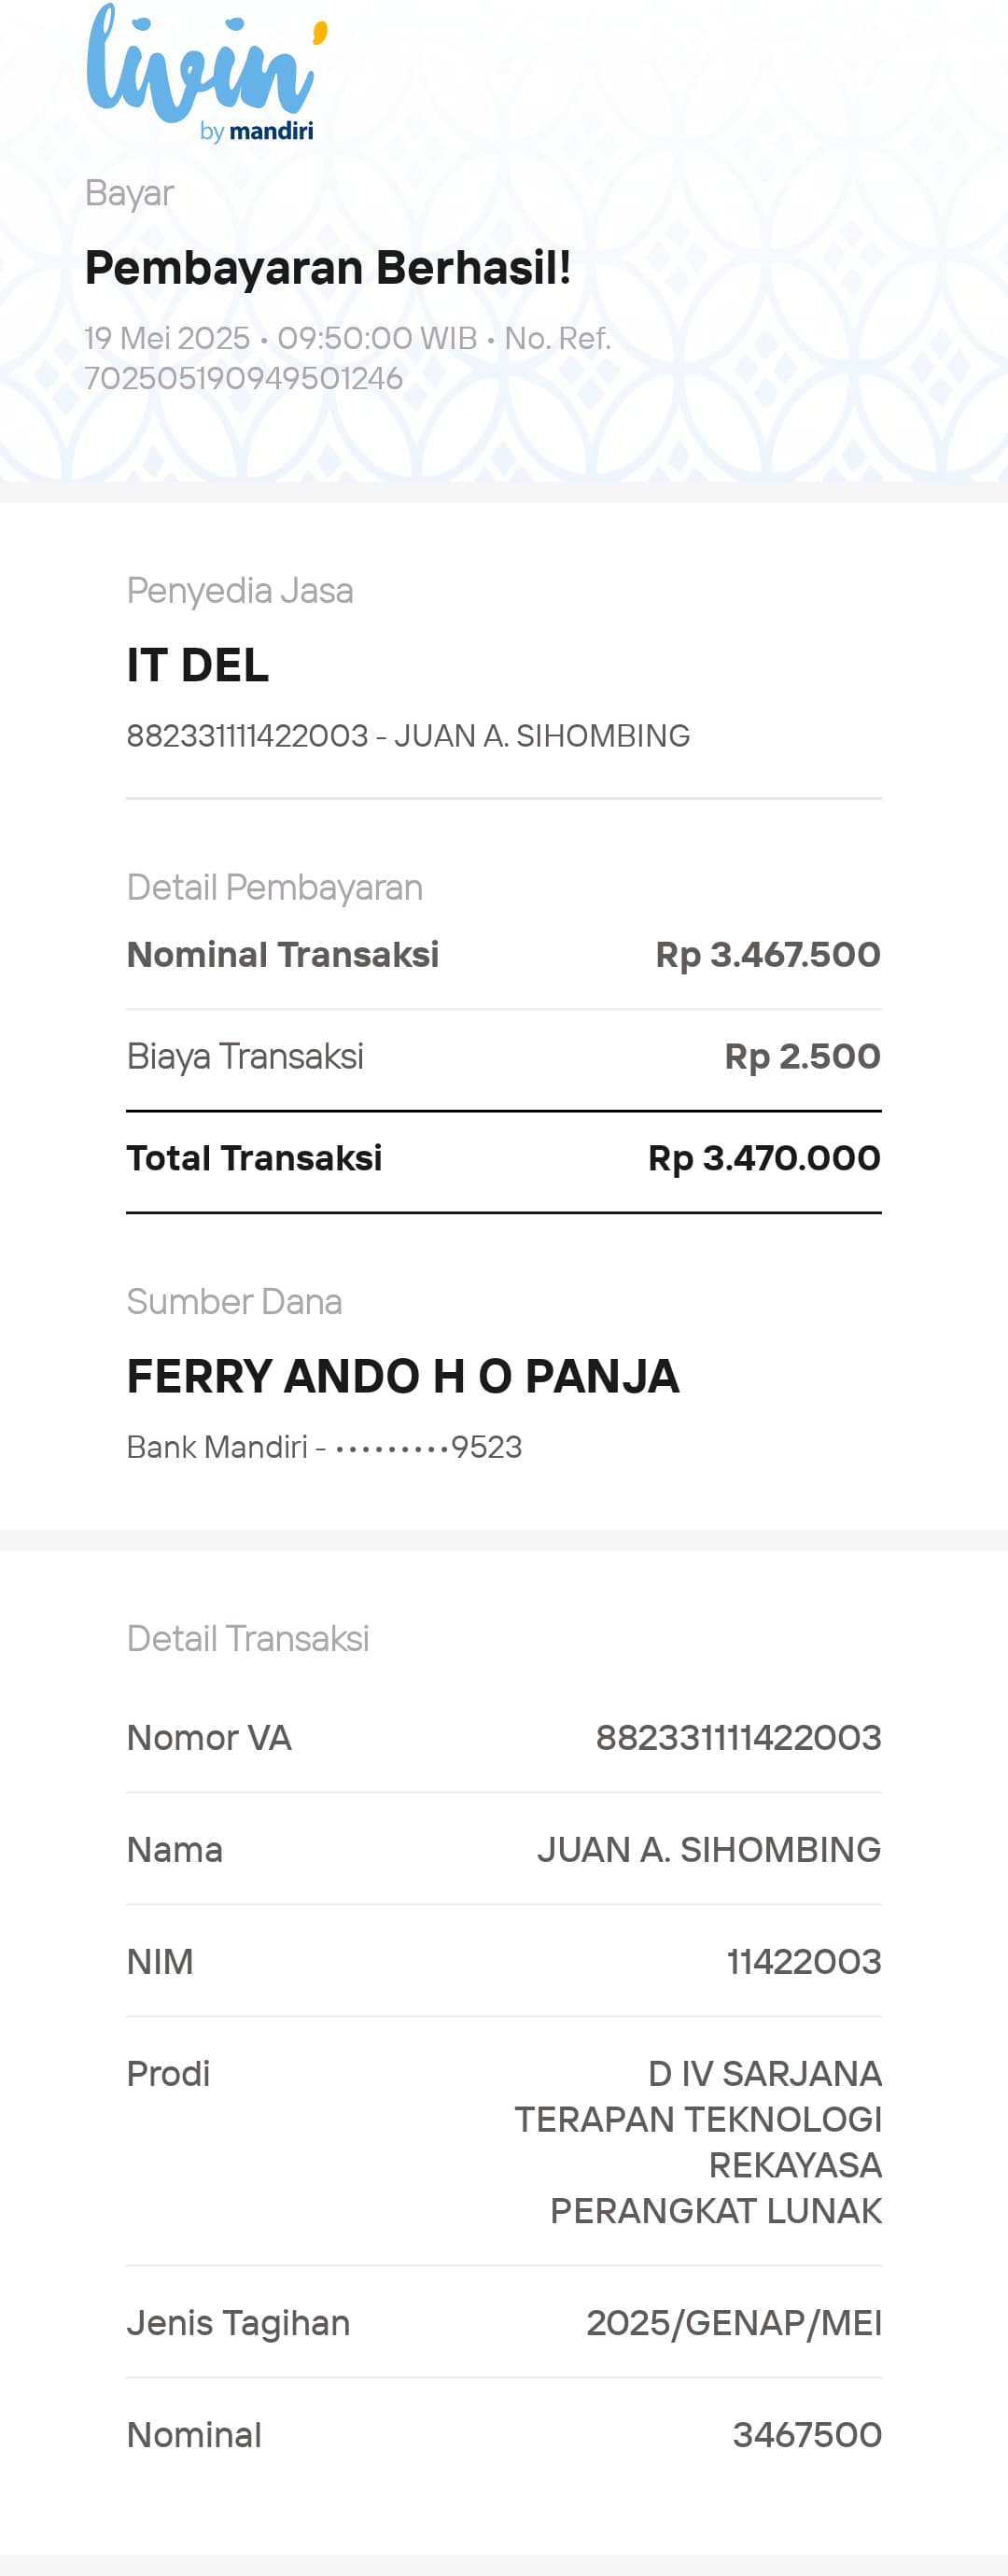 livin'
by mandiri
Bayar
Pembayaran Berhasil!
19 Mei 2025 • 09:50:00 WIB • No. Ref.
702505190949501246
Penyedia Jasa
IT DEL
882331111422003 - JUAN A. SIHOMBING
Detail Pembayaran
Nominal Transaksi Rp 3.467.500
Biaya Transaksi Rp 2.500
Total Transaksi Rp 3.470.000
Sumber Dana
FERRY ANDO H O PANJA
Bank Mandiri - •••••••••9523
Detail Transaksi
Nomor VA 882331111422003
Nama JUAN A. SIHOMBING
NIM 11422003
Prodi D IV SARJANA
TERAPAN TEKNOLOGI
REKAYASA
PERANGKAT LUNAK
Jenis Tagihan 2025/GENAP/MEI
Nominal 3467500